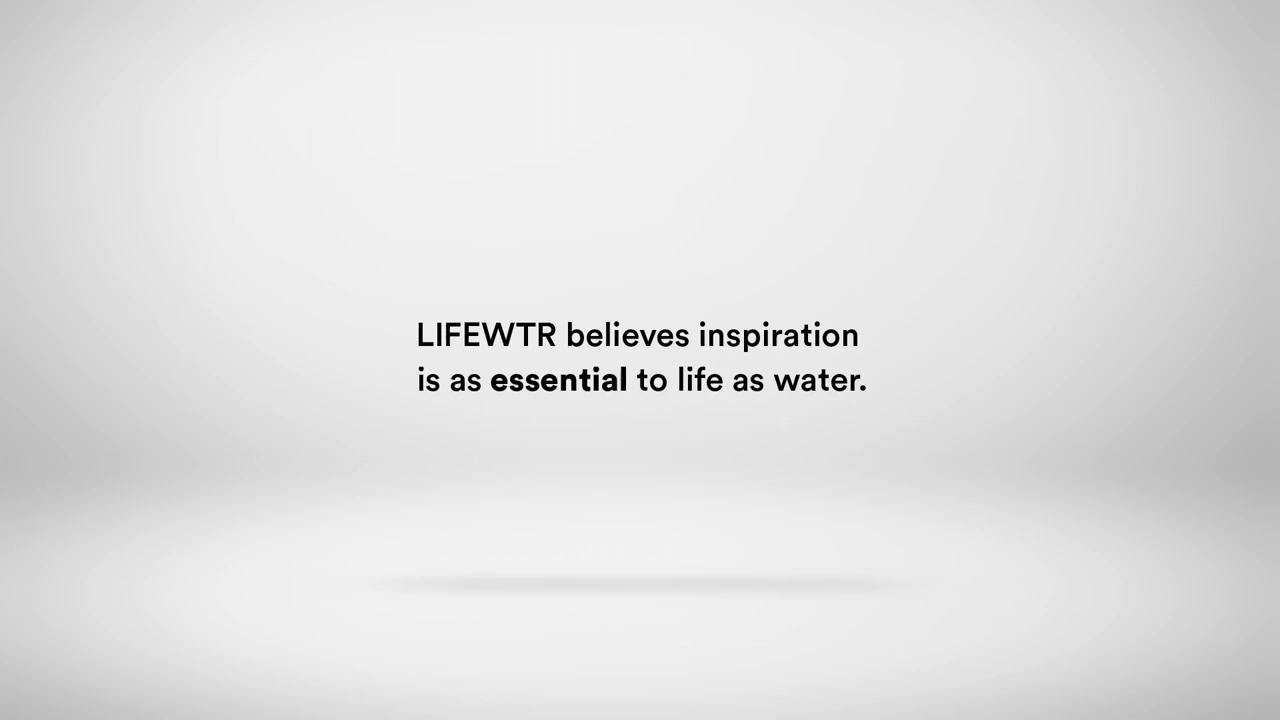 LIFEWTR believes inspiration
is as essential to life as water.